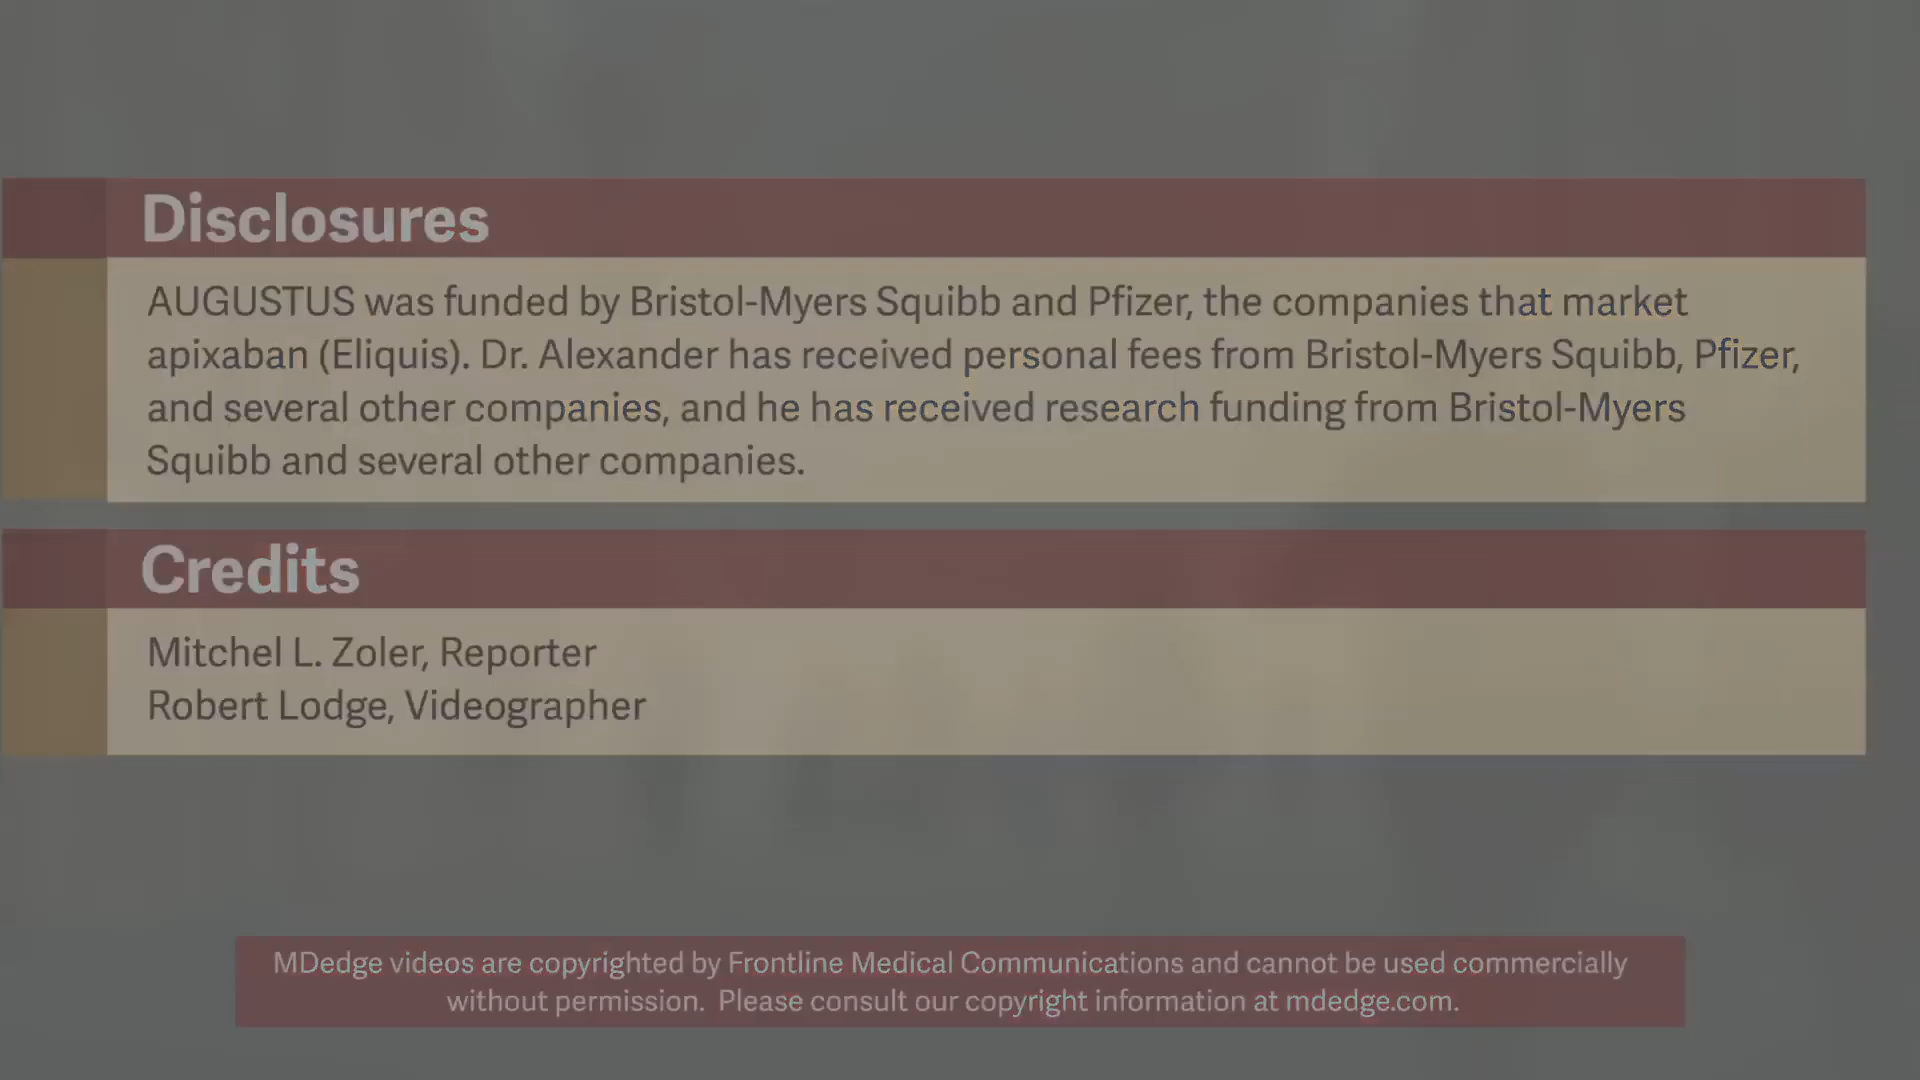 Disclosures
AUGUSTUS was funded by Bristol-Myers Squibb and Pfizer, the companies that market
apixaban (Eliquis). Dr. Alexander has received personal fees from Bristol-Myers Squibb, Pfizer,
and several other companies, and he has received research funding from Bristol-Myers
Squibb and several other companies.
Credits
Mitchel L. Zoler, Reporter
Robert Lodge, Videographer
MDedge videos are copyrighted by Frontline Medical Communications and cannot be used commercially
without permission. Please consult our copyright information at mdedge.com.